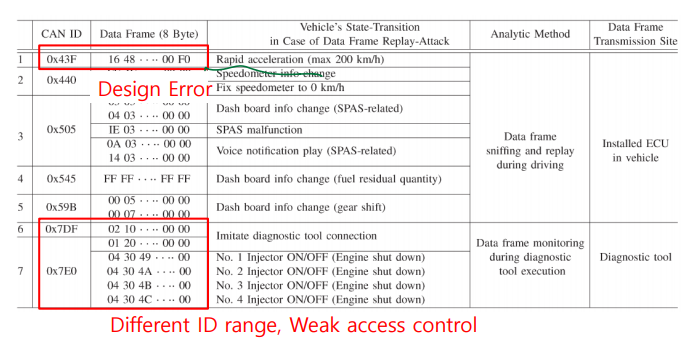 CAN ID Data Frame (8 Byte) Vehicle's State-Transition in Case of Data Frame Replay-Attack Analytic Method Data Frame Transmission Site
1 0x43F 16 48 ···· 00 F0 Rapid acceleration (max 200 km/h)
2 0x440 Speedometer info change
Design Error Fix speedometer to 0 km/h
3 0x505 Dash board info change (SPAS-related)
04 03 ···· 00 00
IE 03 ···· 00 00 SPAS malfunction
0A 03 ···· 00 00 Voice notification play (SPAS-related)
14 03 ···· 00 00
Data frame sniffing and replay during driving
Installed ECU in vehicle
4 0x545 FF FF ···· FF FF Dash board info change (fuel residual quantity)
5 0x59B 00 05 ···· 00 00 Dash board info change (gear shift)
00 07 ···· 00 00
6 0x7DF 02 10 ···· 00 00 Imitate diagnostic tool connection
7 0x7E0 01 20 ···· 00 00
04 30 49 ··· 00 No. 1 Injector ON/OFF (Engine shut down)
04 30 4A ··· 00 No. 2 Injector ON/OFF (Engine shut down)
04 30 4B ··· 00 No. 3 Injector ON/OFF (Engine shut down)
04 30 4C ··· 00 No. 4 Injector ON/OFF (Engine shut down)
Data frame monitoring during diagnostic tool execution
Diagnostic tool
Different ID range, Weak access control